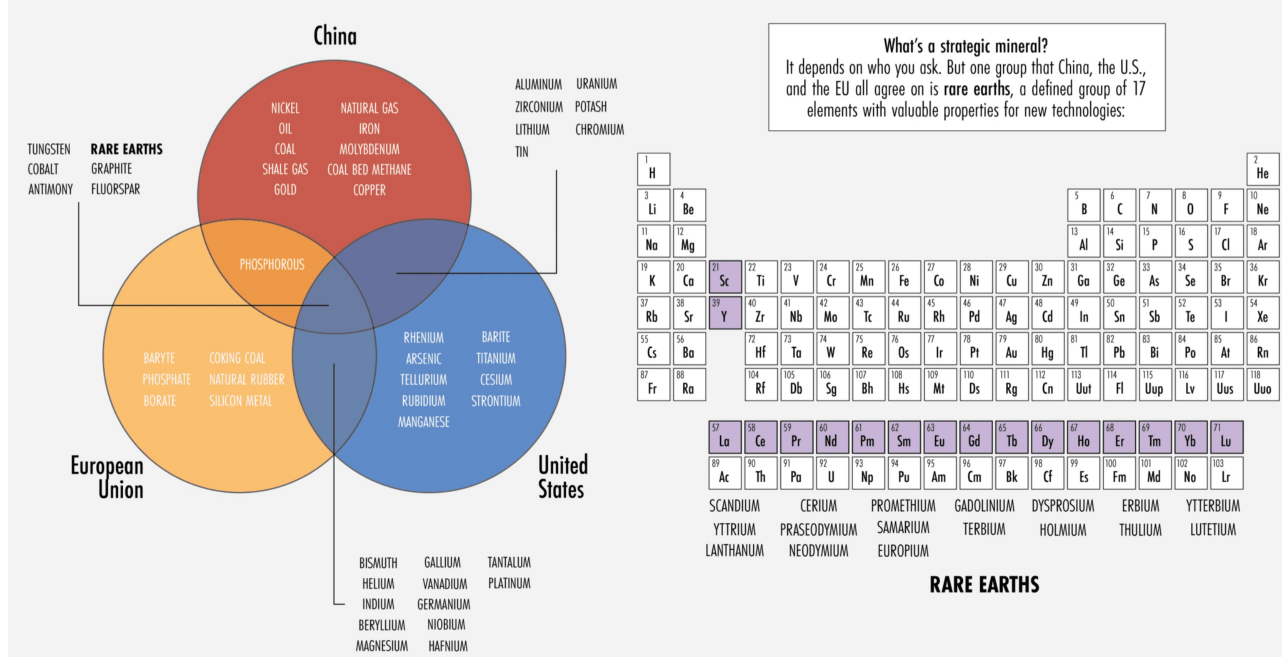 China
NICKEL NATURAL GAS
OIL IRON
COAL MOLYBDENUM
SHALE GAS COAL BED METHANE
GOLD COPPER
TUNGSTEN RARE EARTHS
COBALT GRAPHITE
ANTIMONY FLUORSPAR
ALUMINUM URANIUM
ZIRCONIUM POTASH
LITHIUM CHROMIUM
TIN
PHOSPHOROUS
BARYTE COKING COAL
PHOSPHATE NATURAL RUBBER
BORATE SILICON METAL
RHENIUM BARITE
ARSENIC TITANIUM
TELLURIUM CESIUM
RUBIDIUM STRONTIUM
MANGANESE
European
Union
United
States
BISMUTH GALLIUM TANTALUM
HELIUM VANADIUM PLATINUM
INDIUM GERMANIUM
BERYLLIUM NIOBIUM
MAGNESIUM HAFNIUM
What's a strategic mineral?
It depends on who you ask. But one group that China, the U.S.,
and the EU all agree on is rare earths, a defined group of 17
elements with valuable properties for new technologies:
1 2
H He
3 4 5 6 7 8 9 10
Li Be B C N O F Ne
11 12 13 14 15 16 17 18
Na Mg Al Si P S Cl Ar
19 20 21 22 23 24 25 26 27 28 29 30 31 32 33 34 35 36
K Ca Sc Ti V Cr Mn Fe Co Ni Cu Zn Ga Ge As Se Br Kr
37 38 39 40 41 42 43 44 45 46 47 48 49 50 51 52 53 54
Rb Sr Y Zr Nb Mo Tc Ru Rh Pd Ag Cd In Sn Sb Te I Xe
55 56 72 73 74 75 76 77 78 79 80 81 82 83 84 85 86
Cs Ba Hf Ta W Re Os Ir Pt Au Hg Tl Pb Bi Po At Rn
87 88 104 105 106 107 108 109 110 111 112 113 114 115 116 117 118
Fr Ra Rf Db Sg Bh Hs Mt Ds Rg Cn Uut Fl Uup Lv Uus Uuo
57 58 59 60 61 62 63 64 65 66 67 68 69 70 71
La Ce Pr Nd Pm Sm Eu Gd Tb Dy Ho Er Tm Yb Lu
89 90 91 92 93 94 95 96 97 98 99 100 101 102 103
Ac Th Pa U Np Pu Am Cm Bk Cf Es Fm Md No Lr
SCANDIUM CERIUM PROMETHIUM GADOLINIUM DYSPROSIUM ERBIUM YTTERBIUM
YTTRIUM PRASEODYMIUM SAMARIUM TERBIUM HOLMIUM THULIUM LUTETIUM
LANTHANUM NEODYMIUM EUROPIUM
RARE EARTHS